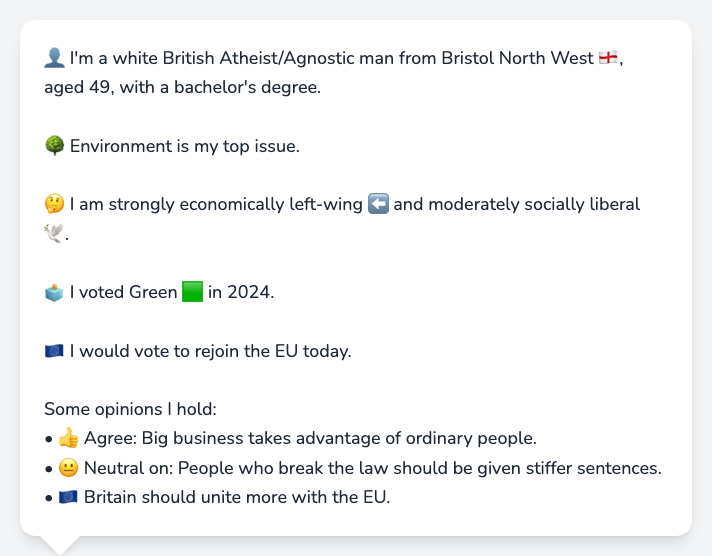 👤 I'm a white British Atheist/Agnostic man from Bristol North West 🏴󠁧󠁢󠁥󠁮󠁧󠁿,
aged 49, with a bachelor's degree.
🌳 Environment is my top issue.
🤔 I am strongly economically left-wing ⬅️ and moderately socially liberal
🕊️.
🗳️ I voted Green 🟩 in 2024.
🇪🇺 I would vote to rejoin the EU today.
Some opinions I hold:
• 👍 Agree: Big business takes advantage of ordinary people.
• 😐 Neutral on: People who break the law should be given stiffer sentences.
• 🇪🇺 Britain should unite more with the EU.